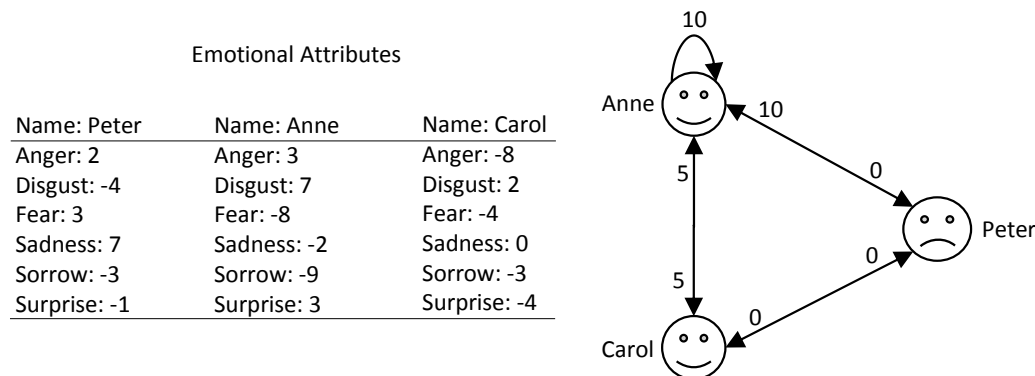 Emotional Attributes
Name: Peter Name: Anne Name: Carol
Anger: 2 Anger: 3 Anger: -8
Disgust: -4 Disgust: 7 Disgust: 2
Fear: 3 Fear: -8 Fear: -4
Sadness: 7 Sadness: -2 Sadness: 0
Sorrow: -3 Sorrow: -9 Sorrow: -3
Surprise: -1 Surprise: 3 Surprise: -4
10
Anne
10
5
0
Peter
0
5
0
Carol